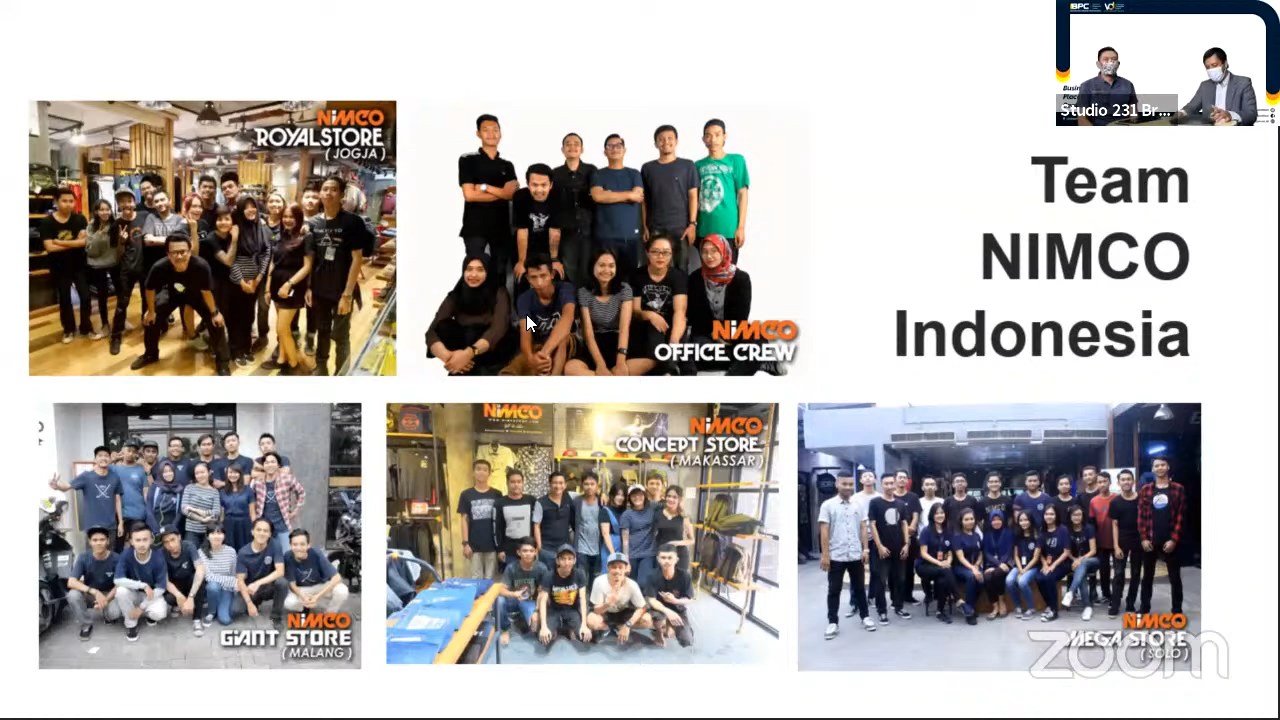 BPC
Studio 231 Br...
Team
NIMCO
Indonesia
NiMCO
ROYALSTORE
( JOGJA )
NiMCO
OFFICE CREW
NiMCO
GiANT STORE
( MALANG )
NiMCO
NiMCO
CONCEPT STORE
( MAKASSAR )
NiMCO
MEGA STORE
( SOLO )
zoom